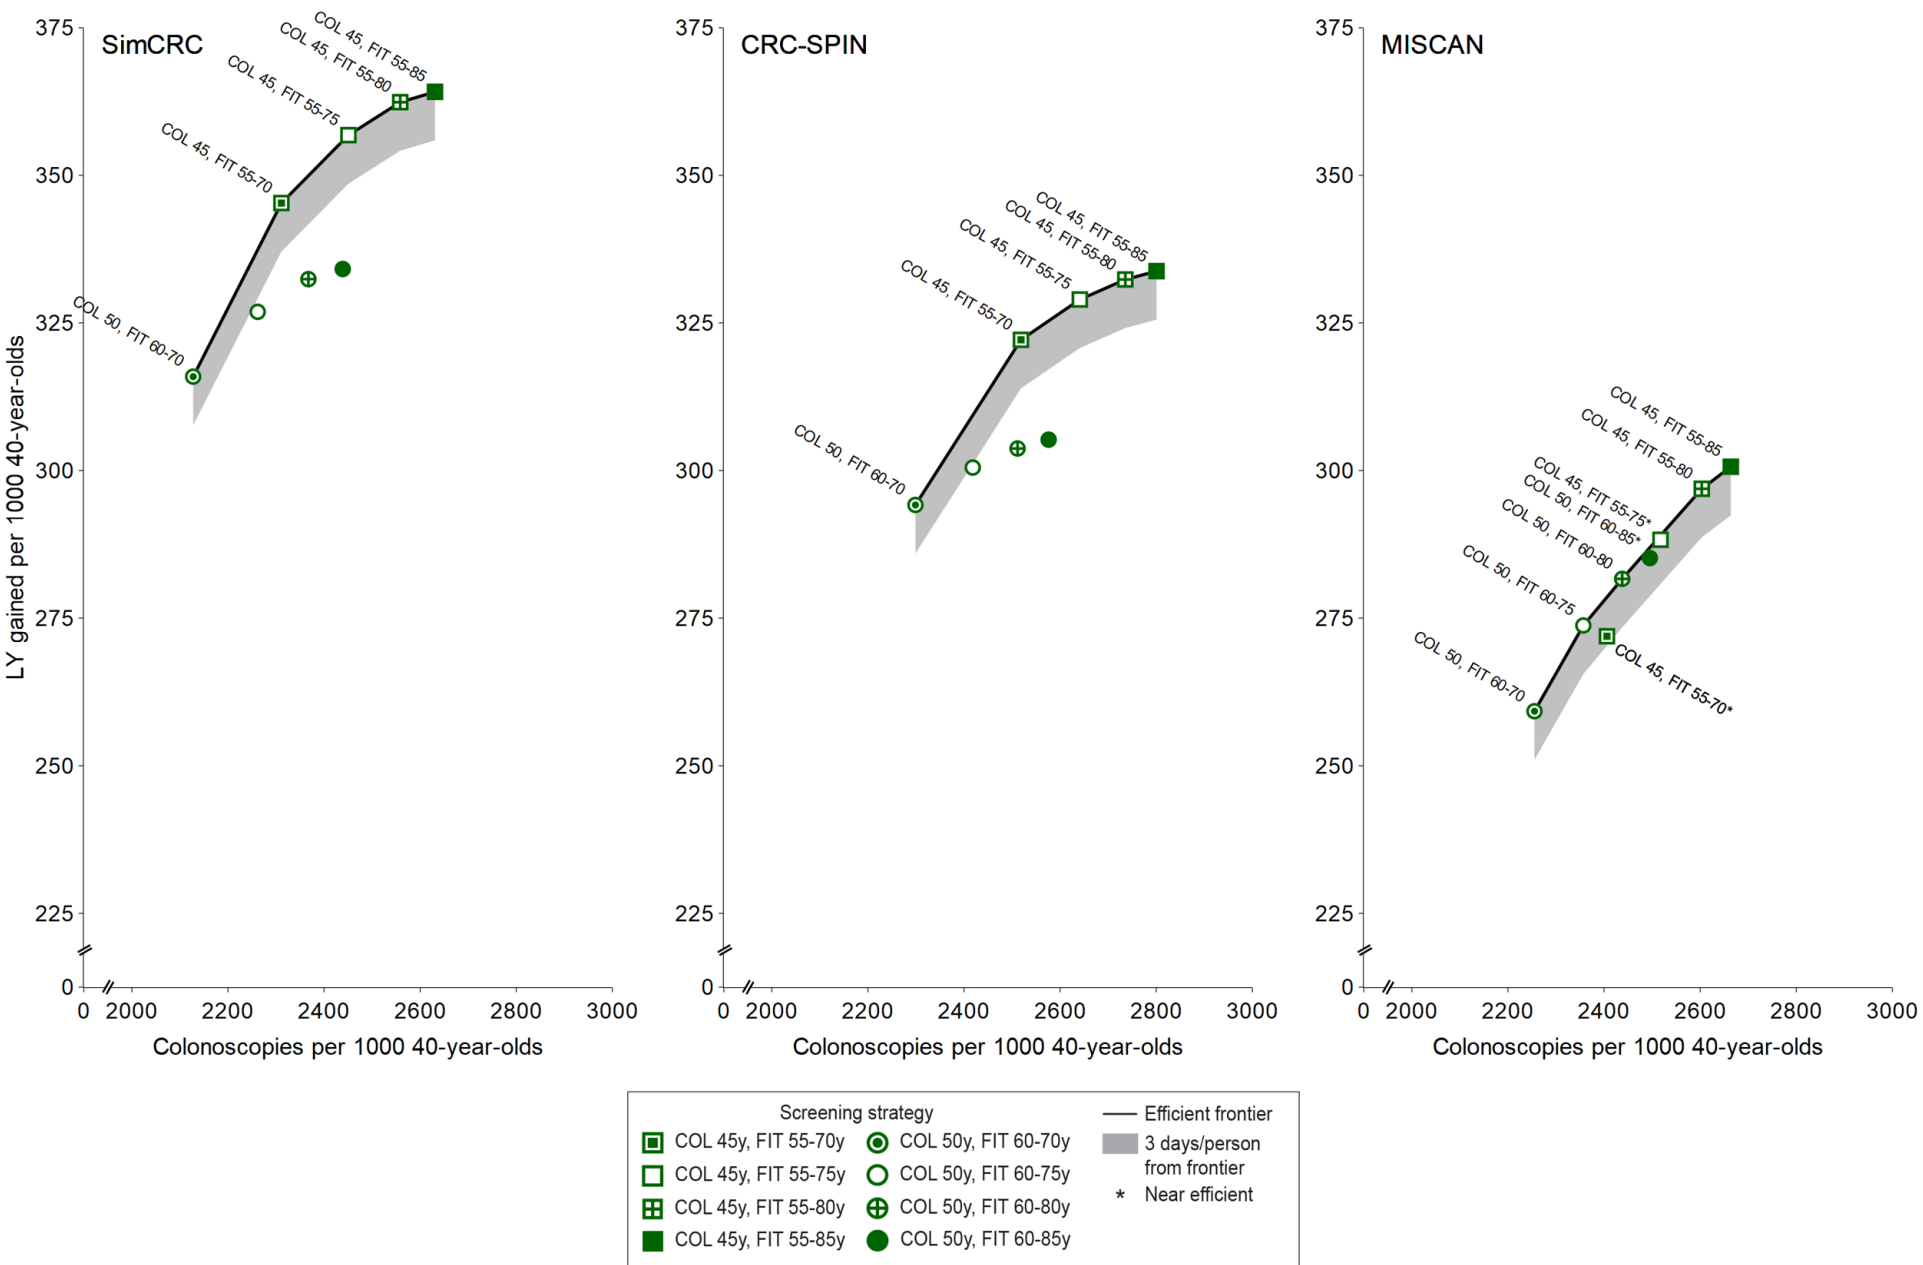 SimCRC
375
350
325
300
275
250
225
0
LY gained per 1000 40-year-olds
COL 45, FIT 55-85
COL 45, FIT 55-80
COL 45, FIT 55-75
COL 45, FIT 55-70
COL 50, FIT 60-70
0 2000 2200 2400 2600 2800 3000
Colonoscopies per 1000 40-year-olds
CRC-SPIN
375
350
325
300
275
250
225
0
COL 45, FIT 55-85
COL 45, FIT 55-80
COL 45, FIT 55-75
COL 45, FIT 55-70
COL 50, FIT 60-70
0 2000 2200 2400 2600 2800 3000
Colonoscopies per 1000 40-year-olds
MISCAN
375
350
325
300
275
250
225
0
COL 45, FIT 55-85
COL 45, FIT 55-80
COL 45, FIT 55-75*
COL 50, FIT 60-85*
COL 50, FIT 60-80
COL 50, FIT 60-75
COL 50, FIT 60-70
COL 45, FIT 55-70*
0 2000 2200 2400 2600 2800 3000
Colonoscopies per 1000 40-year-olds
Screening strategy
COL 45y, FIT 55-70y
COL 45y, FIT 55-75y
COL 45y, FIT 55-80y
COL 45y, FIT 55-85y
COL 50y, FIT 60-70y
COL 50y, FIT 60-75y
COL 50y, FIT 60-80y
COL 50y, FIT 60-85y
Efficient frontier
3 days/person
from frontier
* Near efficient